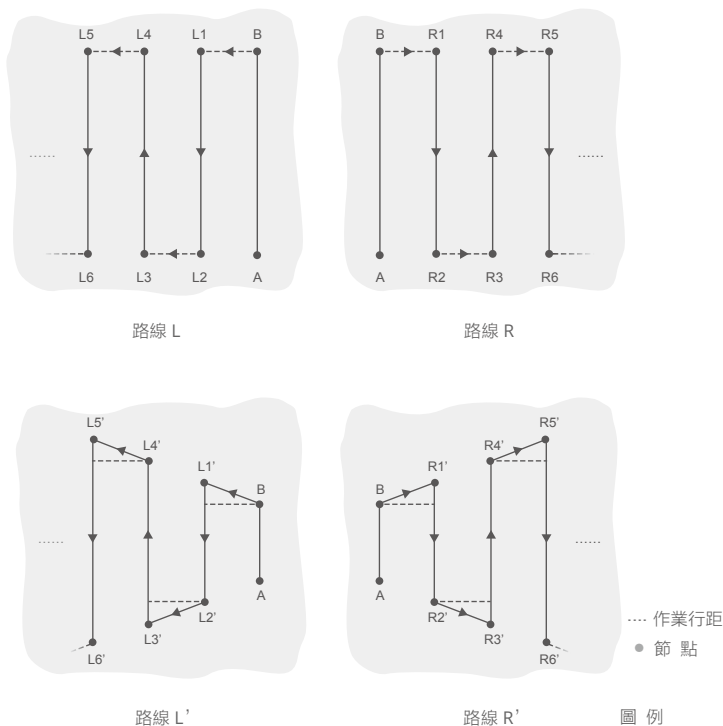 L5 L4 L1 B
L6 L3 L2 A
路線 L
B R1 R4 R5
A R2 R3 R6
路線 R
L5’
L4’
L1’
B
A
L2’
L3’
L6’
路線 L’
R5’
R4’
R1’
B
A
R2’
R3’
R6’
路線 R’
作業行距
節 點
圖 例